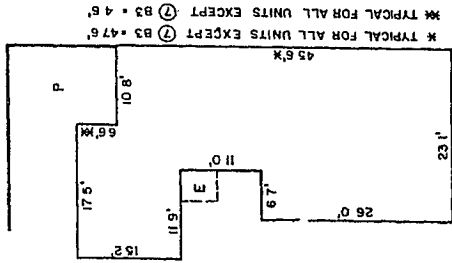 15 2'
17 5'
11 9'
E
11 0'
6 7'
26 0'
23 1'
6 6' **
10 8'
P
45 6' *
* TYPICAL FOR ALL UNITS EXCEPT ⑦ B3 = 47 6'
** TYPICAL FOR ALL UNITS EXCEPT ⑦ B3 = 4 6'